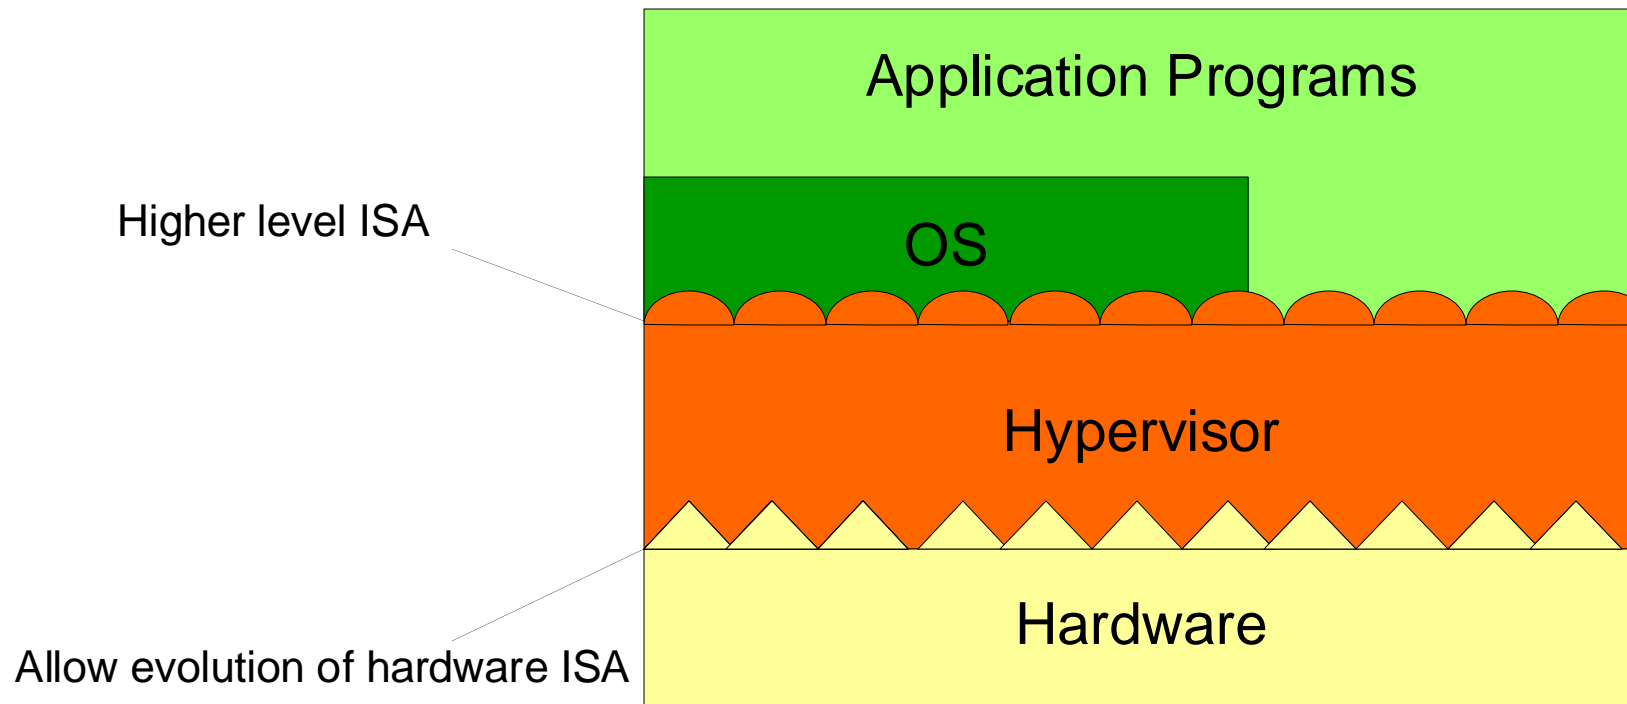 Application Programs
Higher level ISA
OS
Hypervisor
Hardware
Allow evolution of hardware ISA